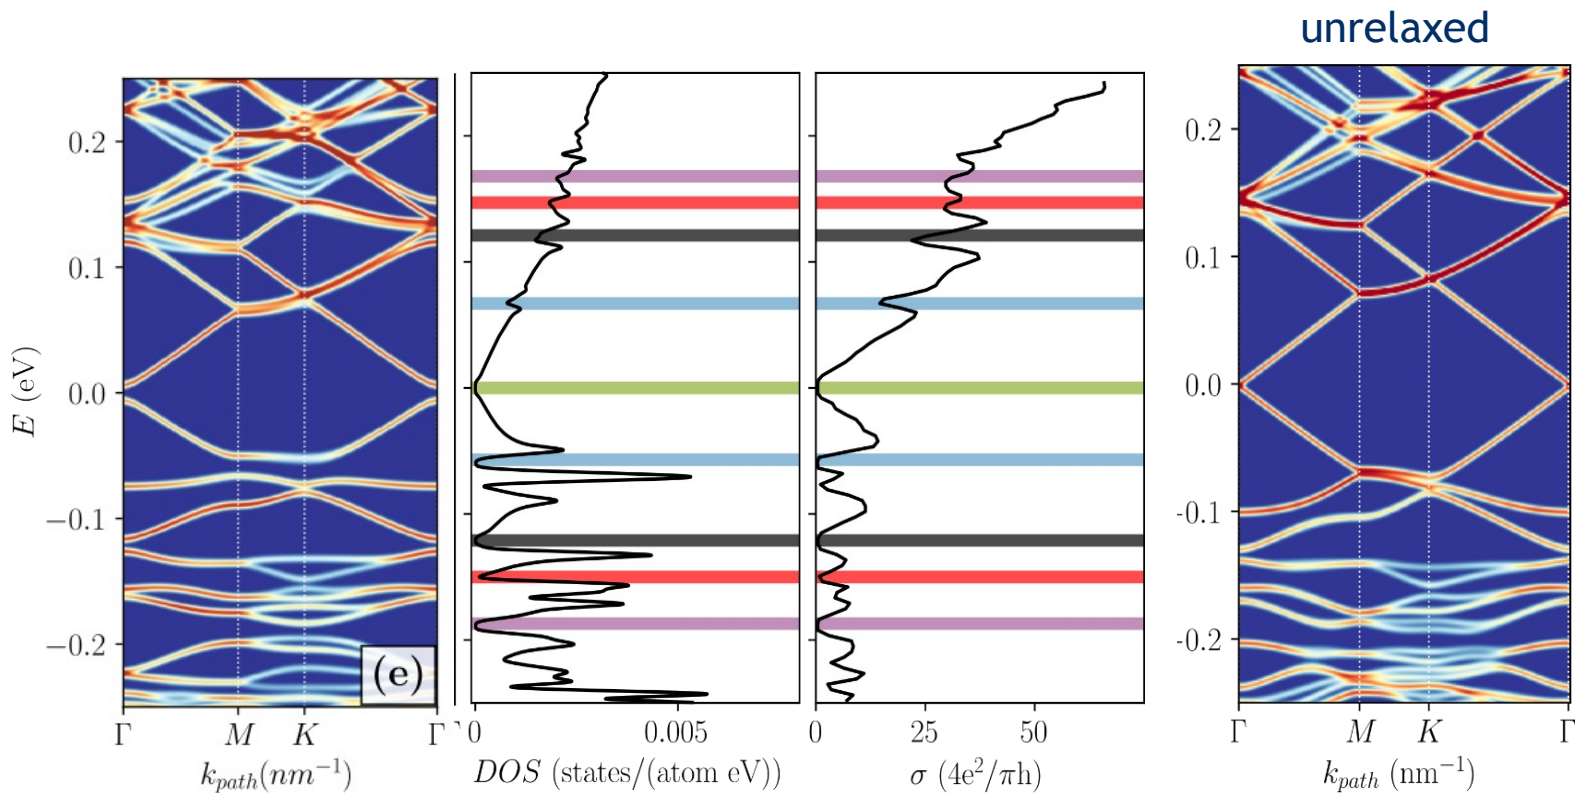 unrelaxed
E (eV)
0.2
0.1
0.0
−0.1
−0.2
(e)
Γ M K Γ
k_path(nm⁻¹)
0 0.005
DOS (states/(atom eV))
0 25 50
σ (4e²/πh)
0.2
0.1
0.0
-0.1
-0.2
Γ M K Γ
k_path (nm⁻¹)